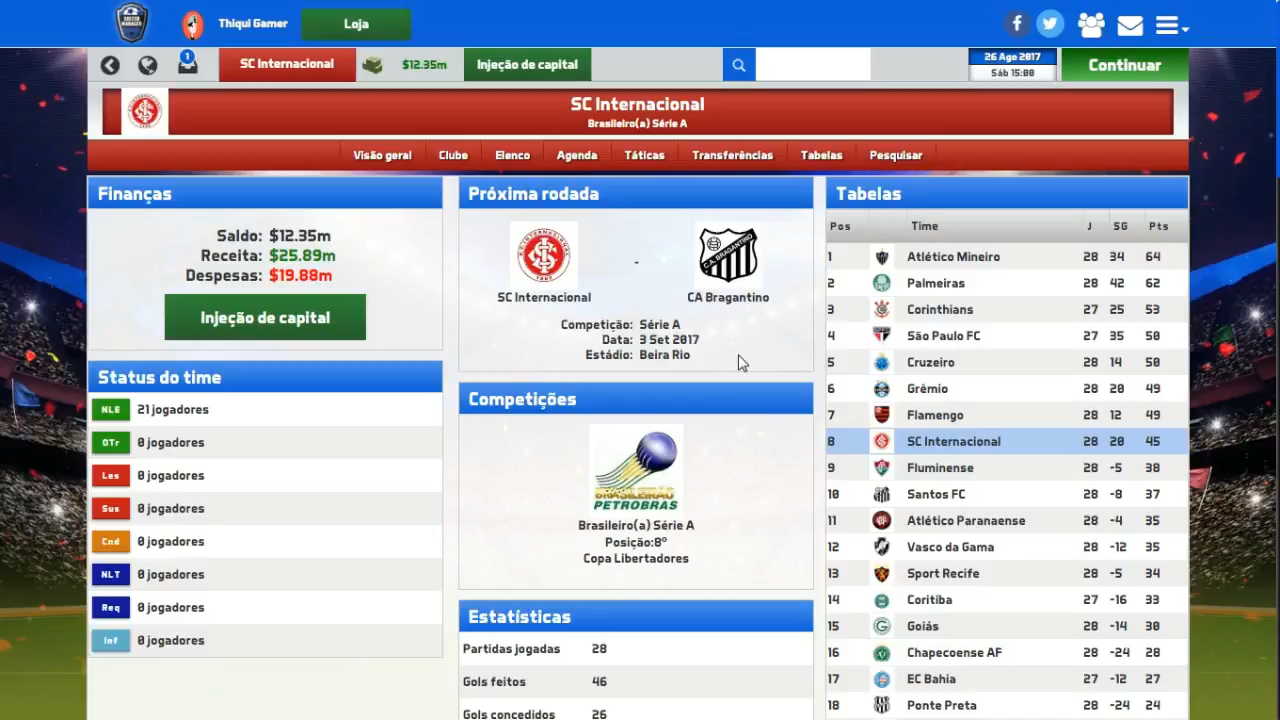 Thiqui Gamer
Loja
1
SC Internacional
$12.35m
Injeção de capital
26 Ago 2017
Sáb 15:00
Continuar
SC Internacional
Brasileiro(a) Série A
Visão geral Clube Elenco Agenda Táticas Transferências Tabelas Pesquisar
Finanças
Saldo: $12.35m
Receita: $25.89m
Despesas: $19.88m
Injeção de capital
Status do time
NLE 21 jogadores
OTr 0 jogadores
Les 0 jogadores
Sus 0 jogadores
Cnd 0 jogadores
NLT 0 jogadores
Req 0 jogadores
Inf 0 jogadores
Próxima rodada
C.A. BRAGANTINO
-
SC Internacional CA Bragantino
Competição: Série A
Data: 3 Set 2017
Estádio: Beira Rio
Competições
BRASILEIRÃO
PETROBRAS
Brasileiro(a) Série A
Posição:8º
Copa Libertadores
Estatísticas
Partidas jogadas 28
Gols feitos 46
Gols concedidos 26
Tabelas
Pos Time J SG Pts
1 Atlético Mineiro 28 34 64
2 Palmeiras 28 42 62
3 Corinthians 27 25 53
4 São Paulo FC 27 35 50
5 Cruzeiro 28 14 50
6 Grêmio 28 20 49
7 Flamengo 28 12 49
8 SC Internacional 28 20 45
9 Fluminense 28 -5 38
10 Santos FC 28 -8 37
11 Atlético Paranaense 28 -4 35
12 Vasco da Gama 28 -12 35
13 Sport Recife 28 -5 34
14 Coritiba 27 -16 33
15 Goiás 28 -14 30
16 Chapecoense AF 28 -24 28
17 EC Bahia 27 -12 27
18 Ponte Preta 28 -24 24